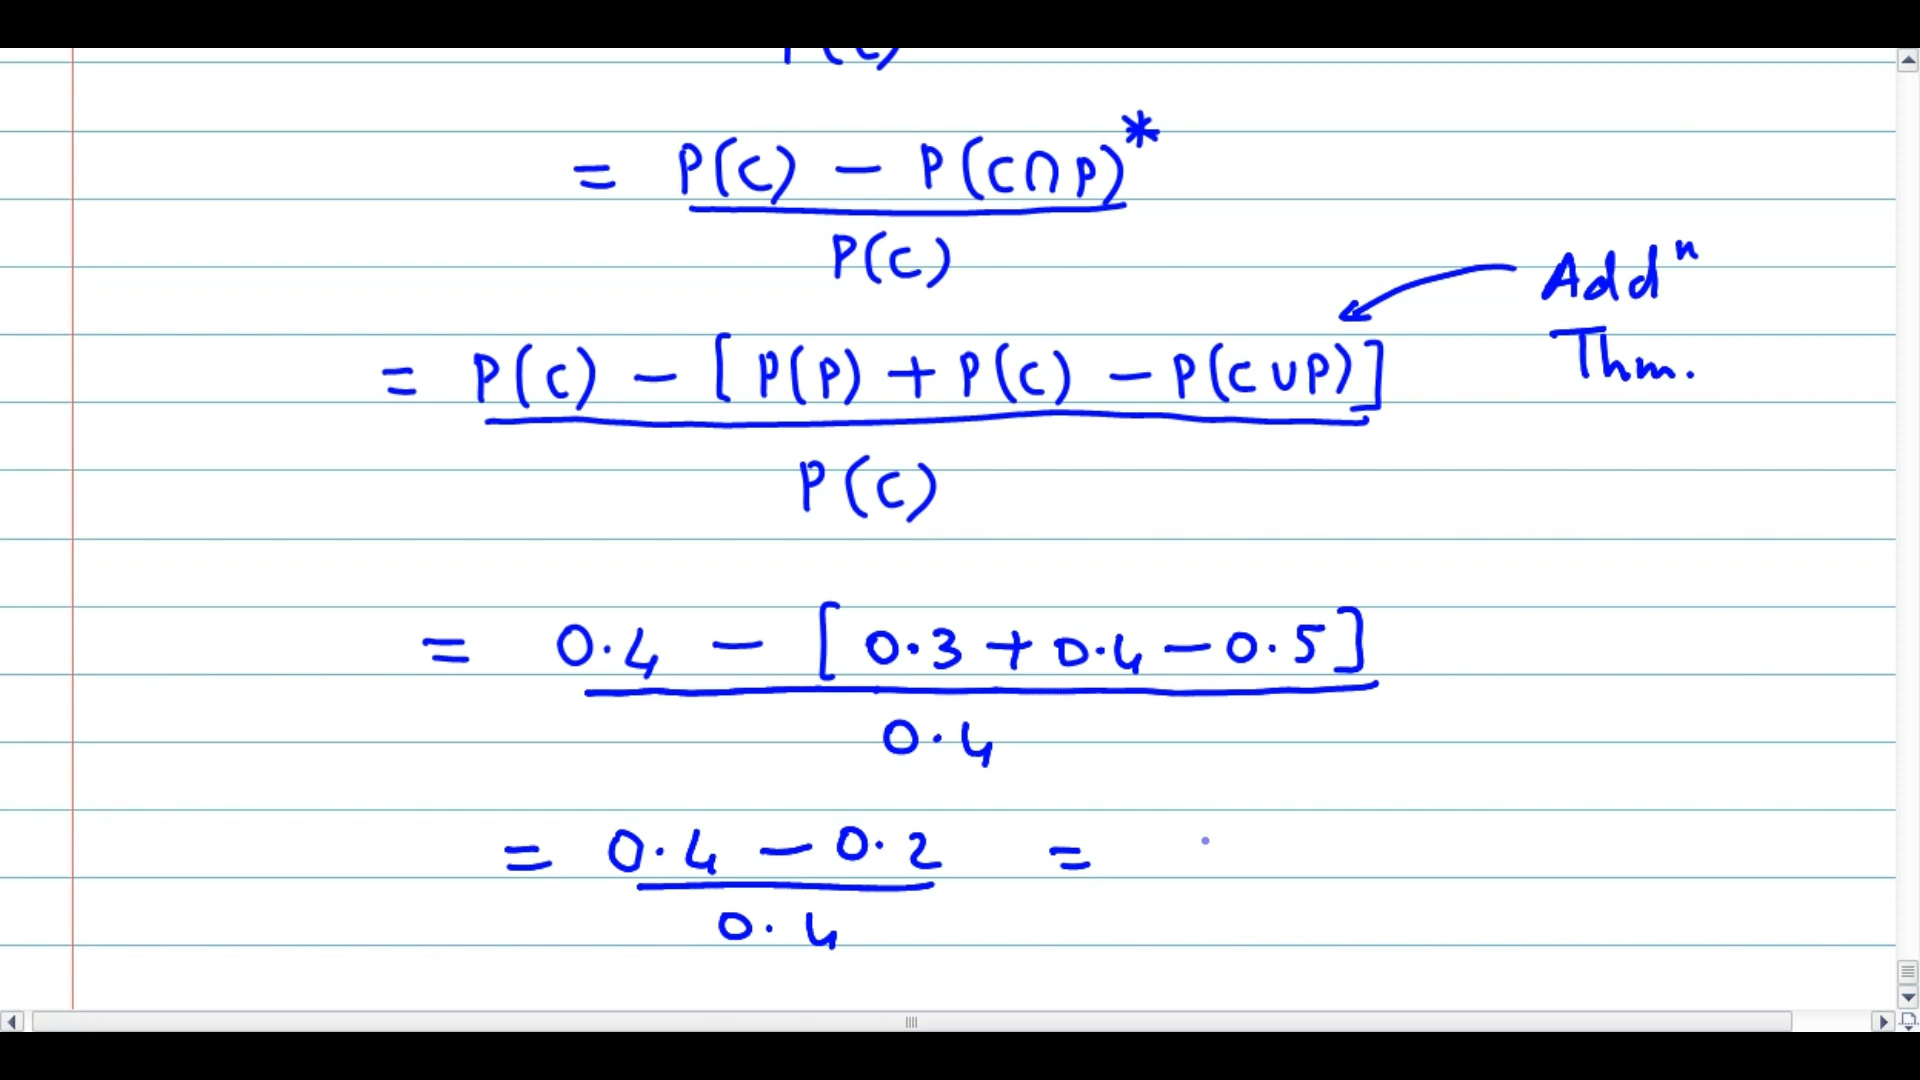 P(C)
= P(C) - P(C∩P)*
P(C)
Addⁿ
Thm.
= P(C) - [P(P) + P(C) - P(C∪P)]
P(C)
= 0.4 - [0.3 + 0.4 - 0.5]
0.4
= 0.4 - 0.2 =
0.4